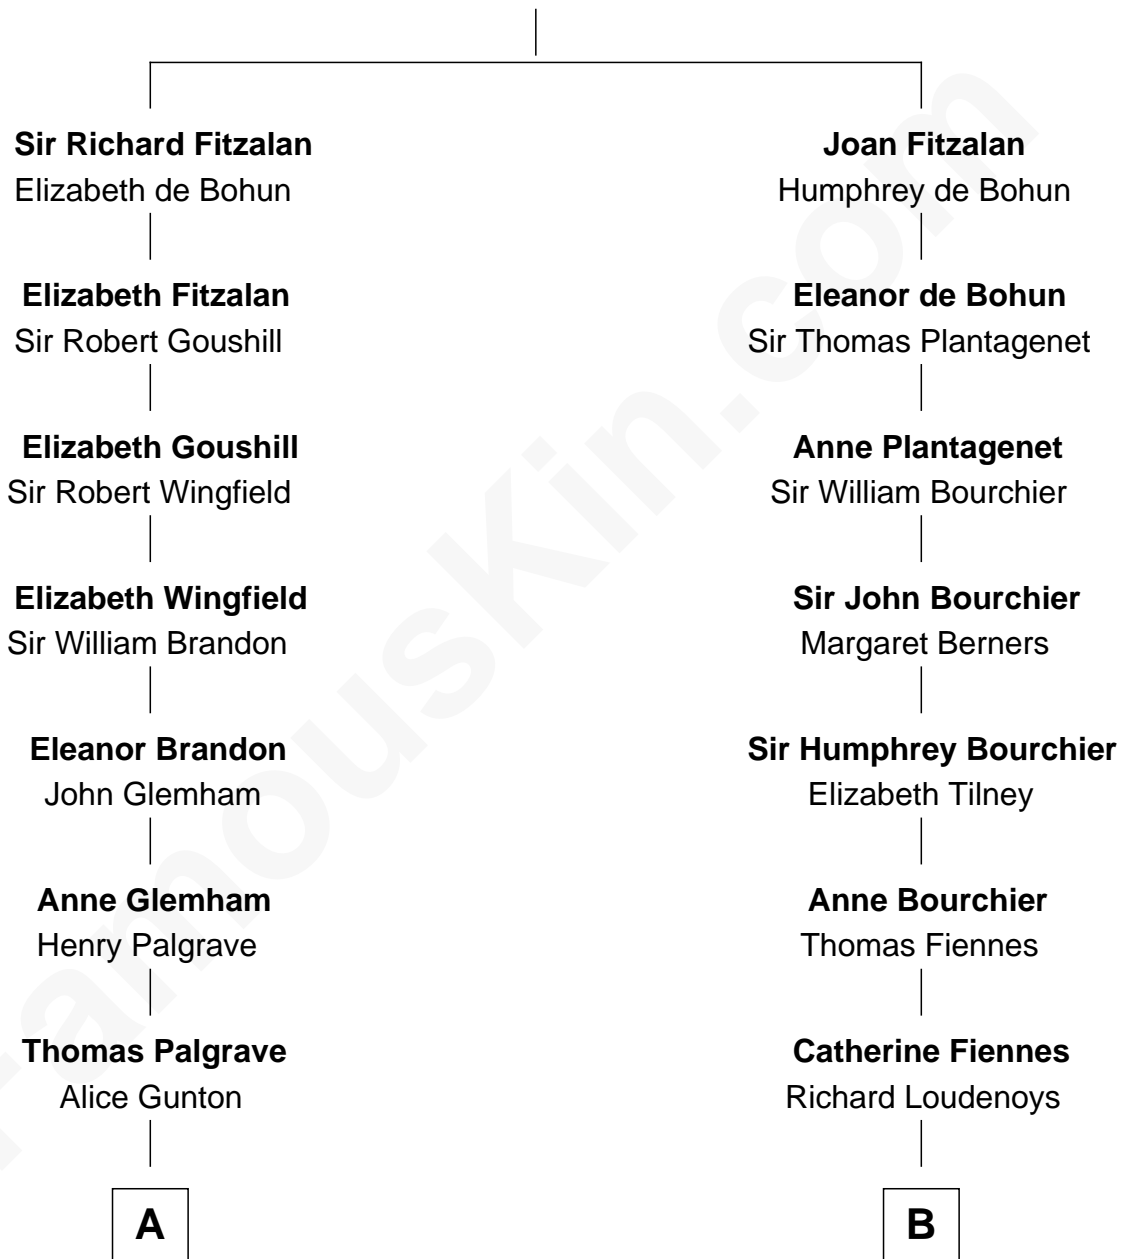 Sir Richard Fitzalan
Elizabeth de Bohun
Elizabeth Fitzalan
Sir Robert Goushill
Elizabeth Goushill
Sir Robert Wingfield
Elizabeth Wingfield
Sir William Brandon
Eleanor Brandon
John Glemham
Anne Glemham
Henry Palgrave
Thomas Palgrave
Alice Gunton
A
Joan Fitzalan
Humphrey de Bohun
Eleanor de Bohun
Sir Thomas Plantagenet
Anne Plantagenet
Sir William Bourchier
Sir John Bourchier
Margaret Berners
Sir Humphrey Bourchier
Elizabeth Tilney
Anne Bourchier
Thomas Fiennes
Catherine Fiennes
Richard Loudenoys
B
FamousKin.com